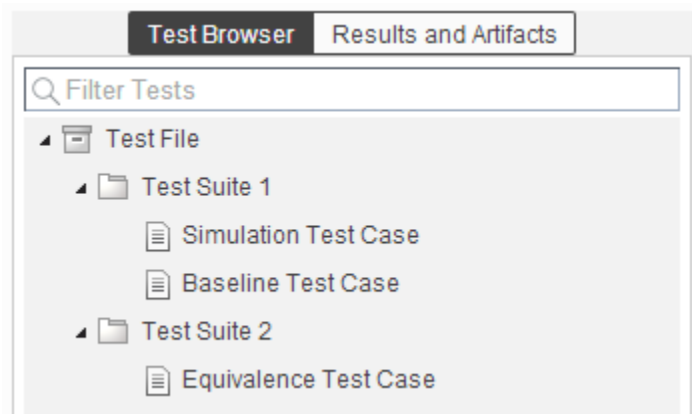 Test Browser Results and Artifacts
Filter Tests
Test File
Test Suite 1
Simulation Test Case
Baseline Test Case
Test Suite 2
Equivalence Test Case